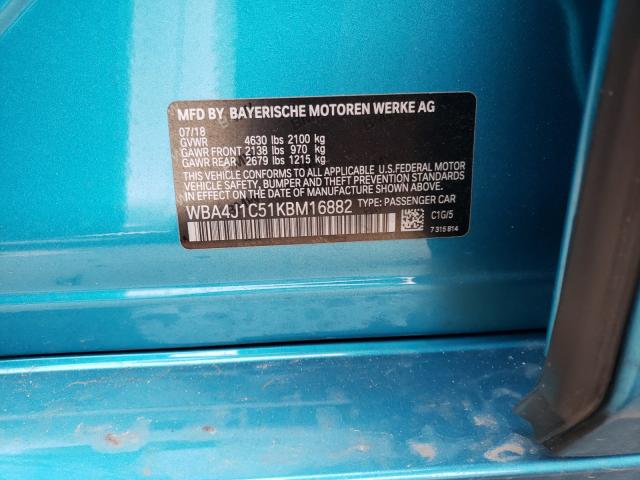 MFD BY BAYERISCHE MOTOREN WERKE AG
07/18
GVWR 4630 lbs 2100 kg
GAWR FRONT 2138 lbs 970 kg
GAWR REAR 2679 lbs 1215 kg
THIS VEHICLE CONFORMS TO ALL APPLICABLE U.S.FEDERAL MOTOR
VEHICLE SAFETY, BUMPER AND THEFT PREVENTION STANDARDS
IN EFFECT ON THE DATE OF MANUFACTURE SHOWN ABOVE.
WBA4J1C51KBM16882 TYPE: PASSENGER CAR
C1G/5
7 315 814